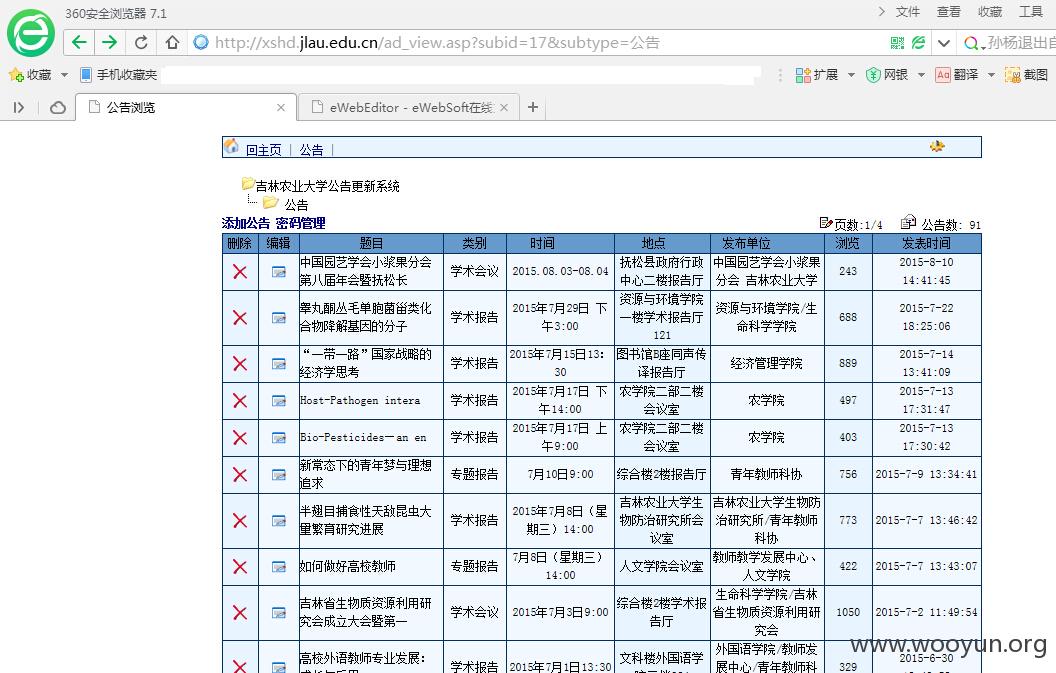 360安全浏览器 7.1
文件 查看 收藏 工具
http://xshd.jlau.edu.cn/ad_view.asp?subid=17&subtype=公告
孙杨退出自
收藏 手机收藏夹
扩展 网银 翻译 截图
公告浏览
eWebEditor - eWebSoft在线
回主页 | 公告 |
吉林农业大学公告更新系统
公告
添加公告 密码管理
页数:1/4 公告数: 91
删除 编辑 题目 类别 时间 地点 发布单位 浏览 发表时间
中国园艺学会小浆果分会
第八届年会暨抚松长
学术会议
2015.08.03-08.04
抚松县政府行政
中心二楼报告厅
中国园艺学会小浆果
分会 吉林农业大学
243
2015-8-10
14:41:45
睾丸酮丛毛单胞菌甾类化
合物降解基因的分子
学术报告
2015年7月29日 下
午3:00
资源与环境学院
一楼学术报告厅
121
资源与环境学院/生
命科学学院
688
2015-7-22
18:25:06
“一带一路”国家战略的
经济学思考
学术报告
2015年7月15日13:
30
图书馆B座同声传
译报告厅
经济管理学院
889
2015-7-14
13:41:09
Host-Pathogen intera
学术报告
2015年7月17日 下
午14:00
农学院二部二楼
会议室
农学院
497
2015-7-13
17:31:47
Bio-Pesticides—an en
学术报告
2015年7月17日 上
午9:00
农学院二部二楼
会议室
农学院
403
2015-7-13
17:30:42
新常态下的青年梦与理想
追求
专题报告
7月10日9:00
综合楼2楼报告厅
青年教师科协
756
2015-7-9 13:34:41
半翅目捕食性天敌昆虫大
量繁育研究进展
学术报告
2015年7月8日（星
期三）14:00
吉林农业大学生
物防治研究所会
议室
吉林农业大学生物防
治研究所/青年教师
科协
773
2015-7-7 13:46:42
如何做好高校教师
专题报告
7月8日（星期三）
14:00
人文学院会议室
教师教学发展中心、
人文学院
422
2015-7-7 13:43:07
吉林省生物质资源利用研
究会成立大会暨第一
学术会议
2015年7月3日9:00
综合楼2楼学术报
告厅
生命科学学院/吉林
省生物质资源利用研
究会
1050
2015-7-2 11:49:54
高校外语教师专业发展:
学术报告
2015年7月1日13:30
文科楼外国语学
外国语学院/教师发
展中心/青年教师科
329
2015-6-30
www.wooyun.org